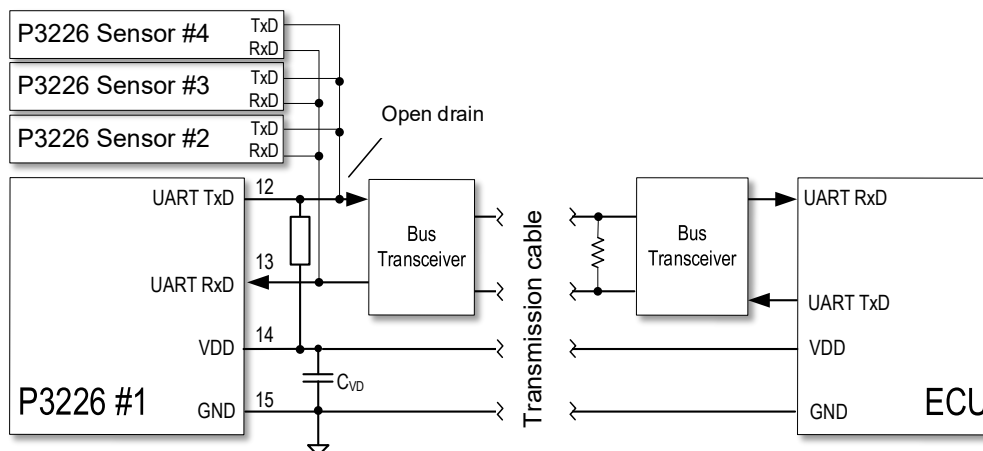 P3226 Sensor #4
TxD
RxD
P3226 Sensor #3
TxD
RxD
P3226 Sensor #2
TxD
RxD
Open drain
UART TxD
12
UART RxD
13
VDD
14
GND
15
P3226 #1
CVD
Bus
Transceiver
Transmission cable
Bus
Transceiver
UART RxD
UART TxD
VDD
GND
ECU